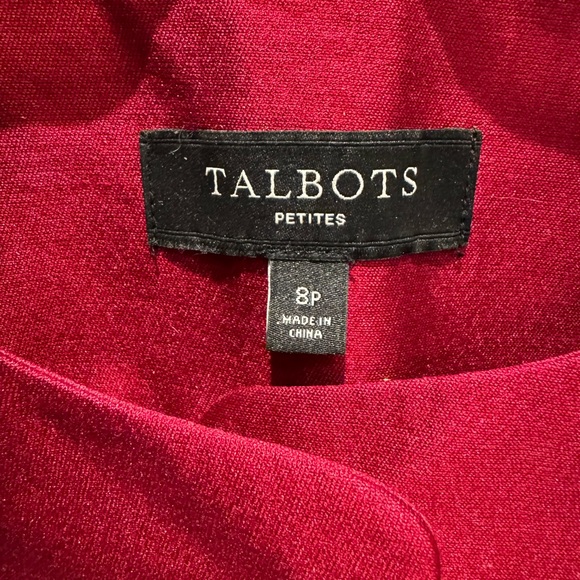 TALBOTS
PETITES
8P
MADE IN
CHINA